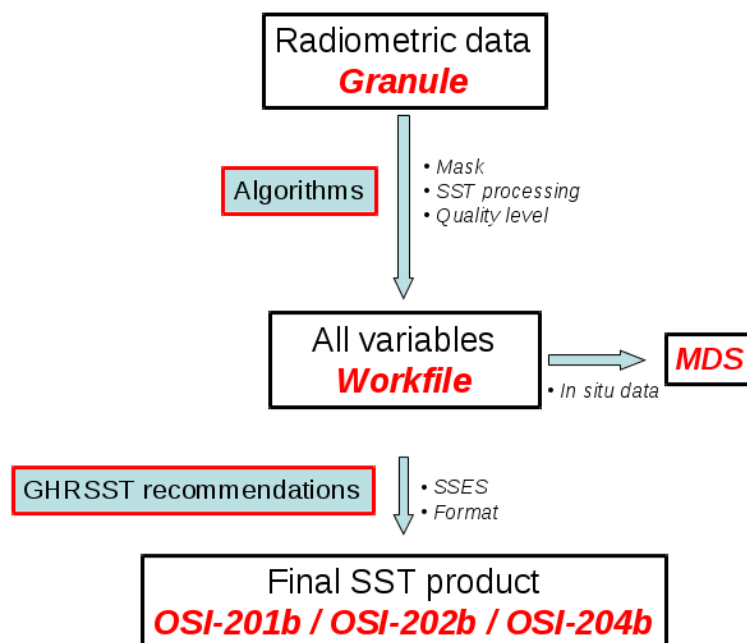 Radiometric data
Granule
Algorithms
• Mask
• SST processing
• Quality level
All variables
Workfile
MDS
• In situ data
GHRSST recommendations
• SSES
• Format
Final SST product
OSI-201b / OSI-202b / OSI-204b